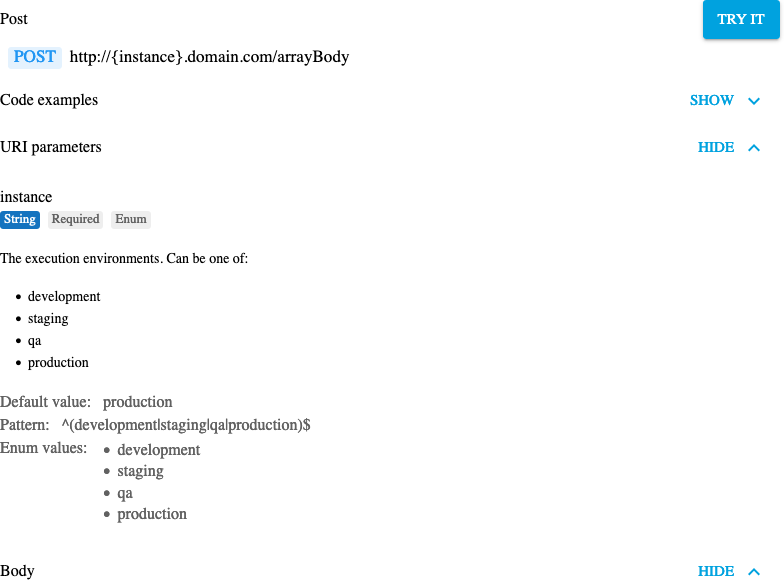 Post
TRY IT
POST http://{instance}.domain.com/arrayBody
Code examples
SHOW
URI parameters
HIDE
instance
String Required Enum
The execution environments. Can be one of:
• development
• staging
• qa
• production
Default value: production
Pattern: ^(development|staging|qa|production)$
Enum values:
• development
• staging
• qa
• production
Body
HIDE